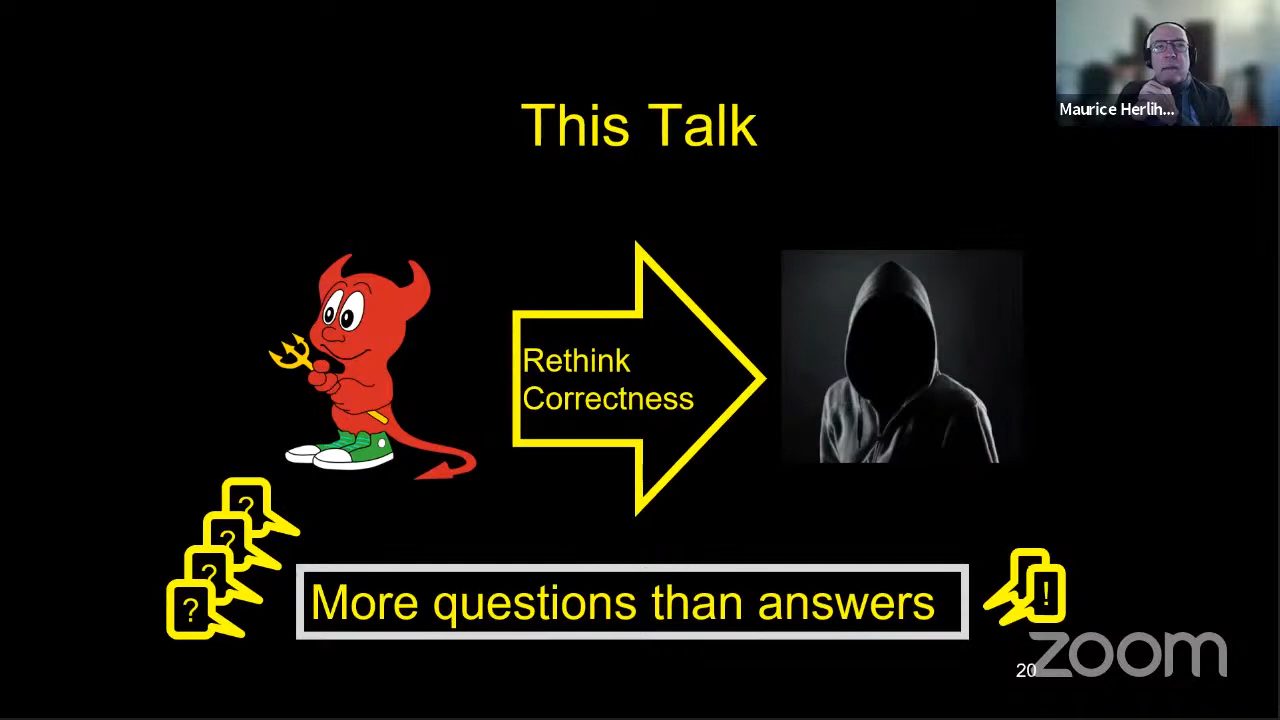 Maurice Herlih...
This Talk
Rethink
Correctness
?
?
?
?
More questions than answers
!
20
zoom